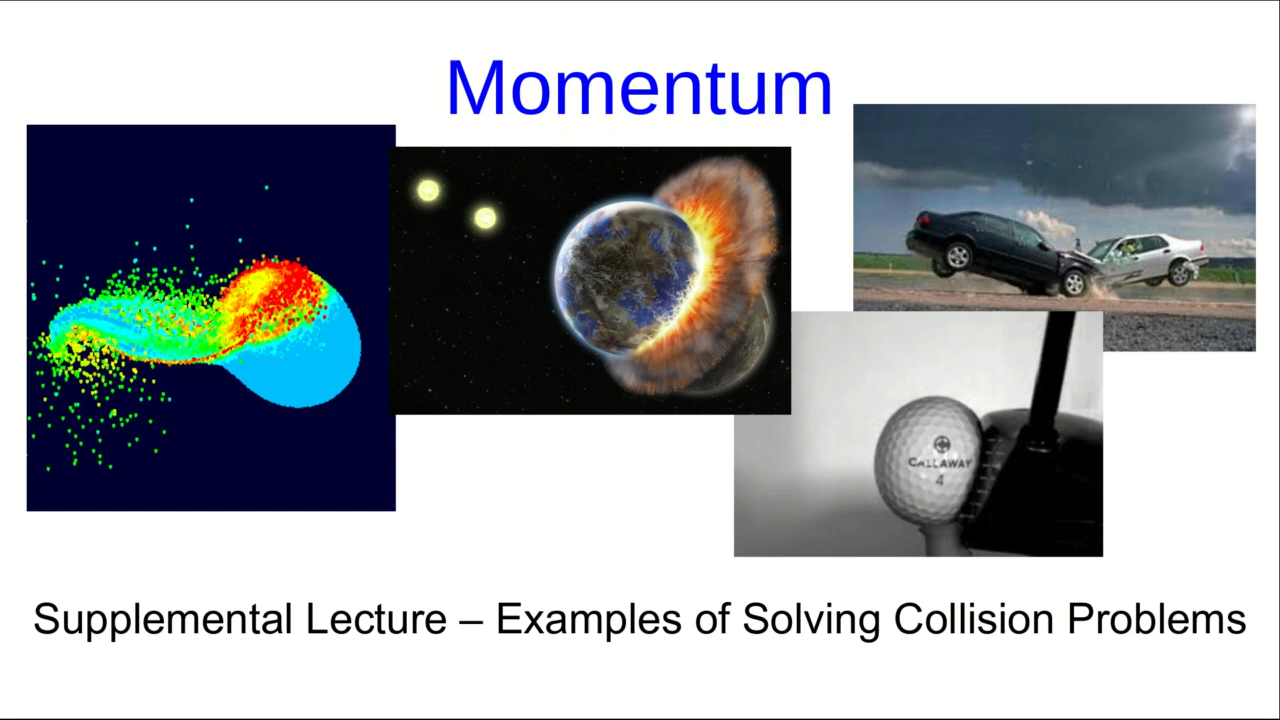 Momentum
CALLAWAY
4
Supplemental Lecture – Examples of Solving Collision Problems